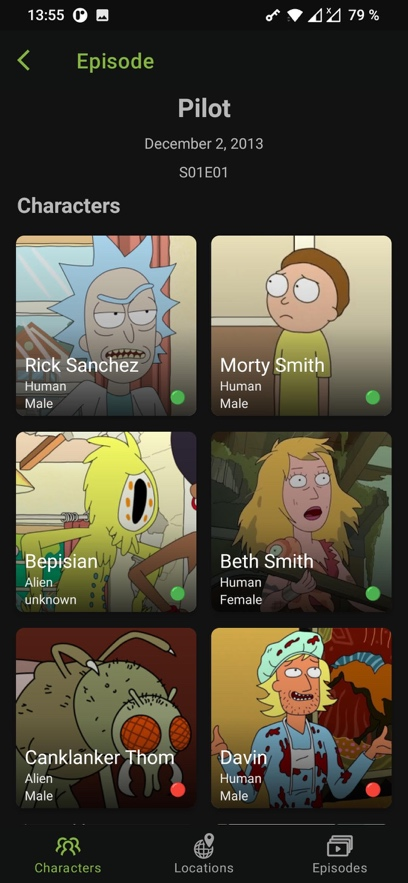 13:55
79 %
Episode
Pilot
December 2, 2013
S01E01
Characters
Rick Sanchez
Human
Male
Morty Smith
Human
Male
Bepisian
Alien
unknown
Beth Smith
Human
Female
Canklanker Thom
Alien
Male
Davin
Human
Male
Characters
Locations
Episodes